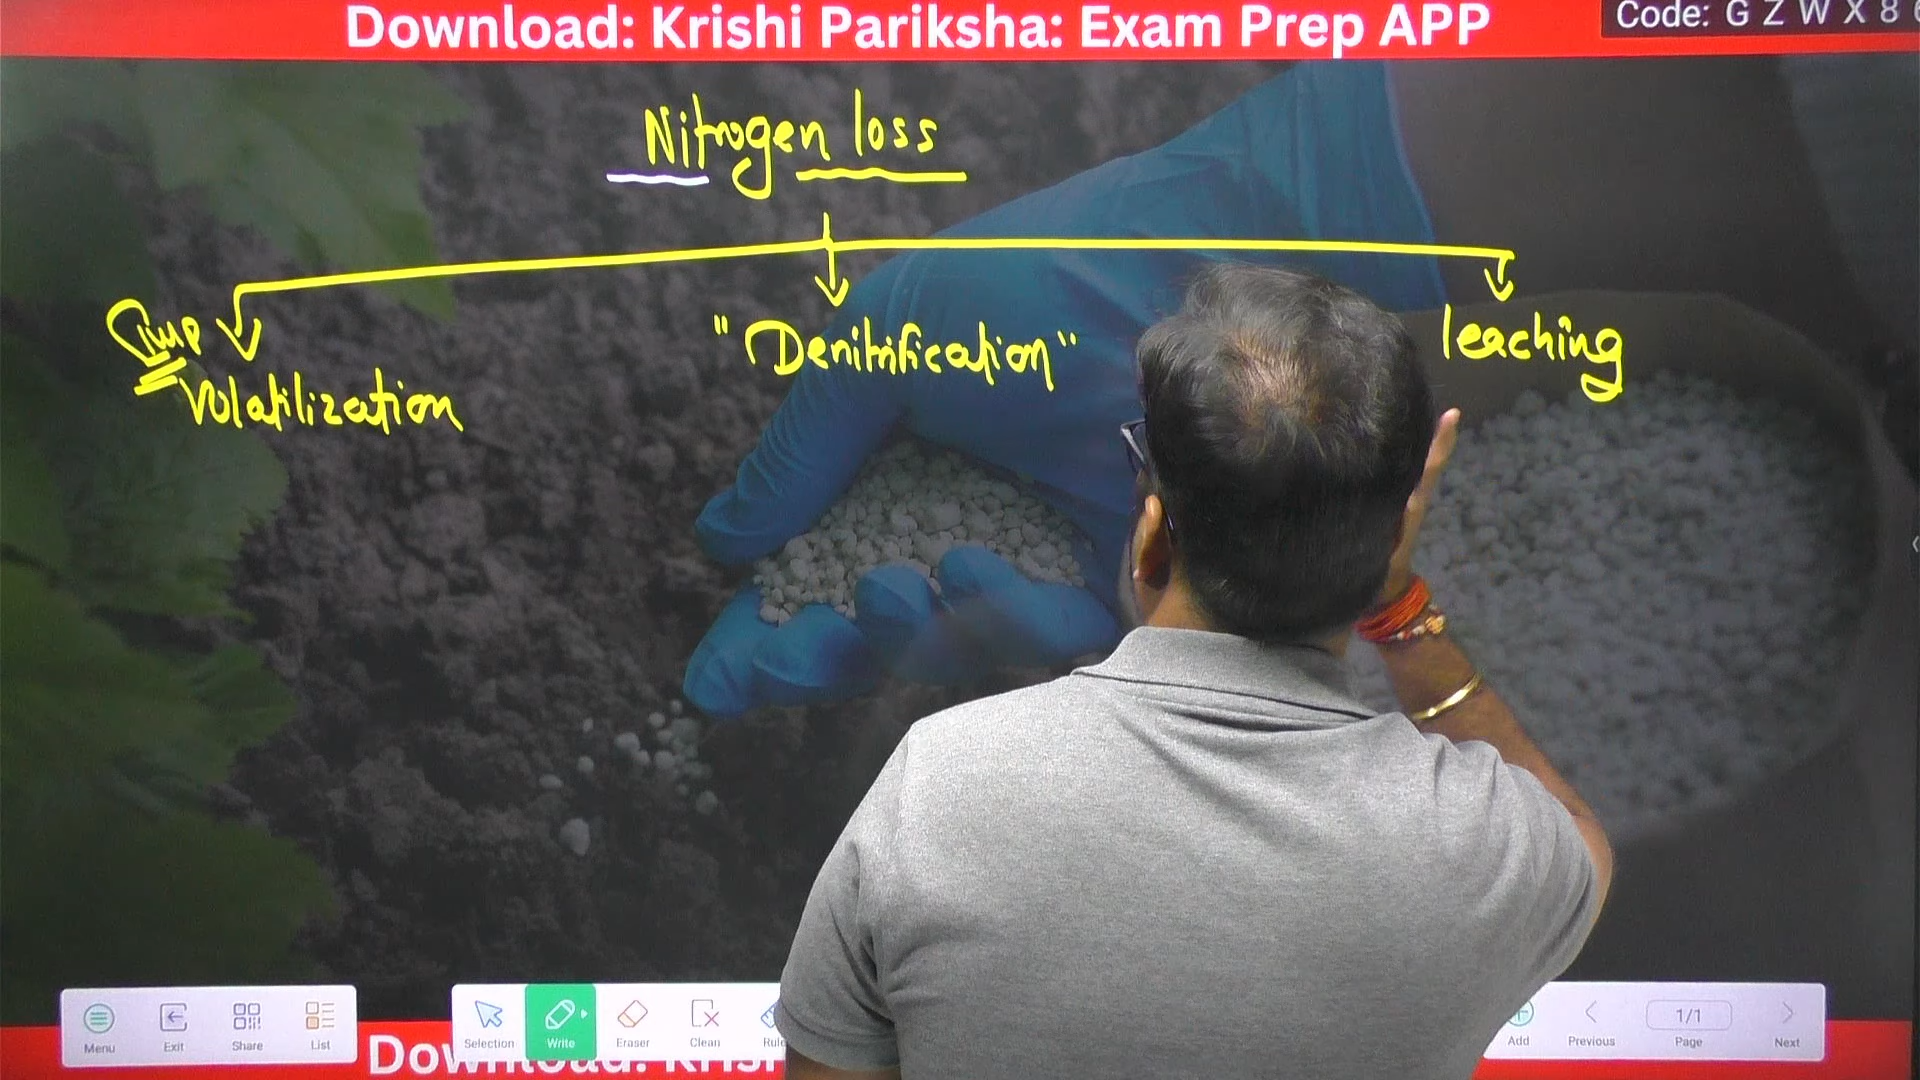 Download: Krishi Pariksha: Exam Prep APP
Code: G Z W X 8
Nitrogen loss
Imp
Volatilization
"Denitrification"
leaching
Menu
Exit
Share
List
Selection
Write
Eraser
Clean
Add
Previous
1/1
Page
Next